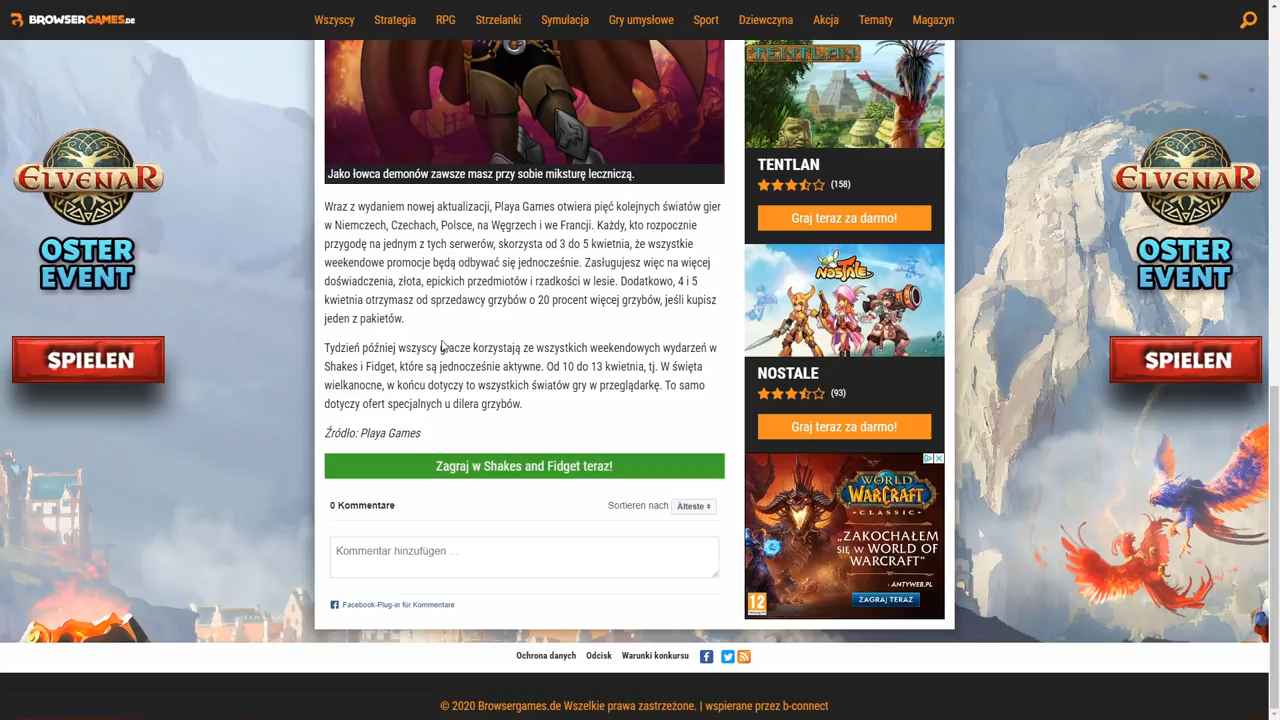 BROWSERGAMES.DE
Wszyscy Strategia RPG Strzelanki Symulacja Gry umysłowe Sport Dziewczyna Akcja Tematy Magazyn
ELVENAR
OSTER
EVENT
SPIELEN
Jako łowca demonów zawsze masz przy sobie miksturę leczniczą.
Wraz z wydaniem nowej aktualizacji, Playa Games otwiera pięć kolejnych światów gier
w Niemczech, Czechach, Polsce, na Węgrzech i we Francji. Każdy, kto rozpocznie
przygodę na jednym z tych serwerów, skorzysta od 3 do 5 kwietnia, że wszystkie
weekendowe promocje będą odbywać się jednocześnie. Zasługujesz więc na więcej
doświadczenia, złota, epickich przedmiotów i rzadkości w lesie. Dodatkowo, 4 i 5
kwietnia otrzymasz od sprzedawcy grzybów o 20 procent więcej grzybów, jeśli kupisz
jeden z pakietów.
Tydzień później wszyscy gracze korzystają ze wszystkich weekendowych wydarzeń w
Shakes i Fidget, które są jednocześnie aktywne. Od 10 do 13 kwietnia, tj. W święta
wielkanocne, w końcu dotyczy to wszystkich światów gry w przeglądarkę. To samo
dotyczy ofert specjalnych u dilera grzybów.
Źródło: Playa Games
Zagraj w Shakes and Fidget teraz!
0 Kommentare
Sortieren nach Älteste
Kommentar hinzufügen ...
Facebook-Plug-in für Kommentare
TENTLAN
TENTLAN
(158)
Graj teraz za darmo!
NOSTALE
NOSTALE
(93)
Graj teraz za darmo!
WORLD
OF
WARCRAFT
CLASSIC
„ZAKOCHAŁEM
SIĘ W WORLD OF
WARCRAFT”
- ANTYWEB.PL
12
ZAGRAJ TERAZ
ELVENAR
OSTER
EVENT
SPIELEN
Ochrona danych Odcisk Warunki konkursu
© 2020 Browsergames.de Wszelkie prawa zastrzeżone. | wspierane przez b-connect